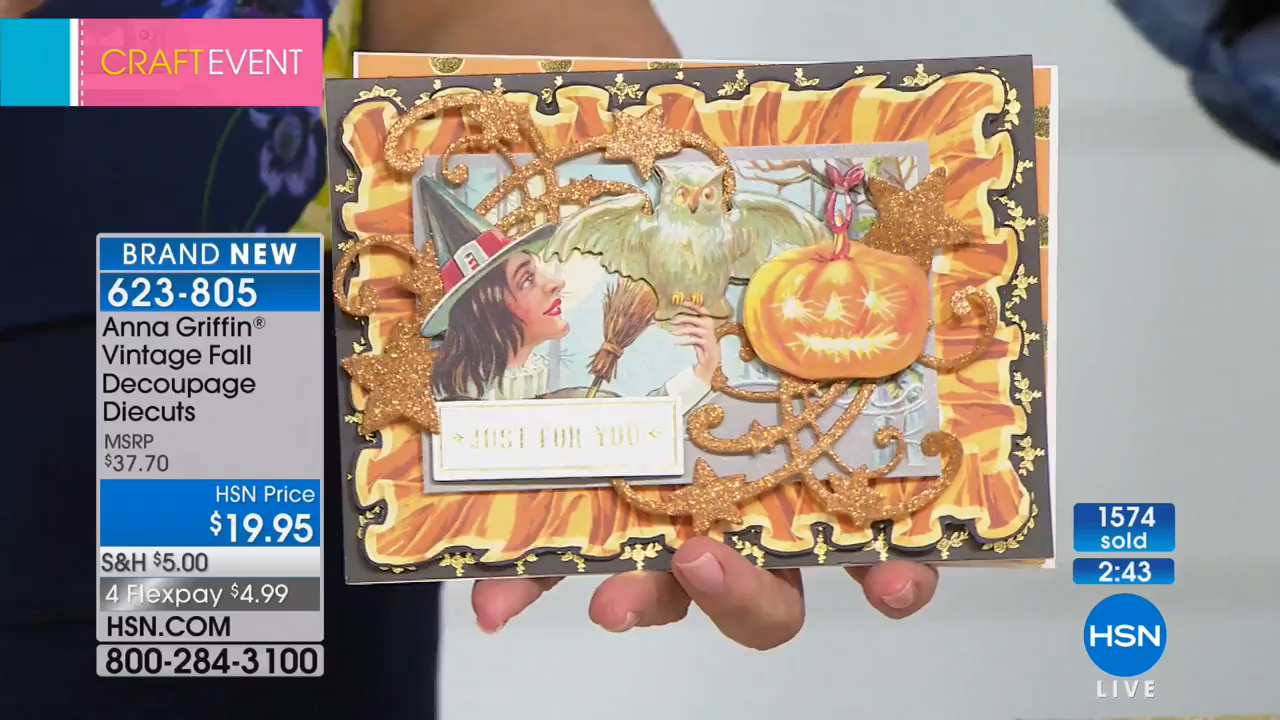 CRAFT EVENT
BRAND NEW
623-805
Anna Griffin®
Vintage Fall
Decoupage
Diecuts
MSRP
$37.70
HSN Price
$19.95
S&H $5.00
4 Flexpay $4.99
HSN.COM
800-284-3100
JUST FOR YOU
1574
sold
2:43
HSN
LIVE